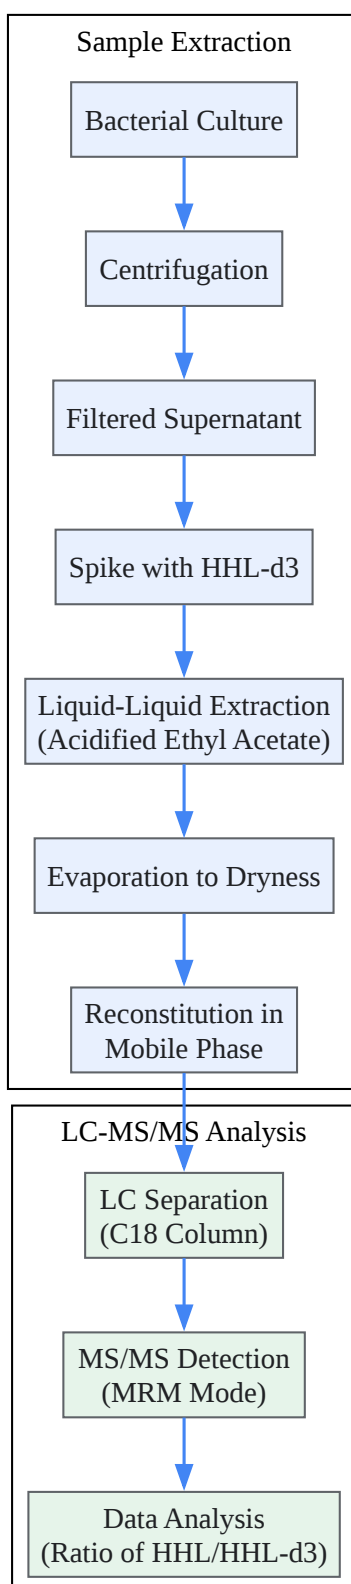 Sample Extraction
Bacterial Culture
Centrifugation
Filtered Supernatant
Spike with HHL-d3
Liquid-Liquid Extraction
(Acidified Ethyl Acetate)
Evaporation to Dryness
Reconstitution in
Mobile Phase
LC-MS/MS Analysis
LC Separation
(C18 Column)
MS/MS Detection
(MRM Mode)
Data Analysis
(Ratio of HHL/HHL-d3)